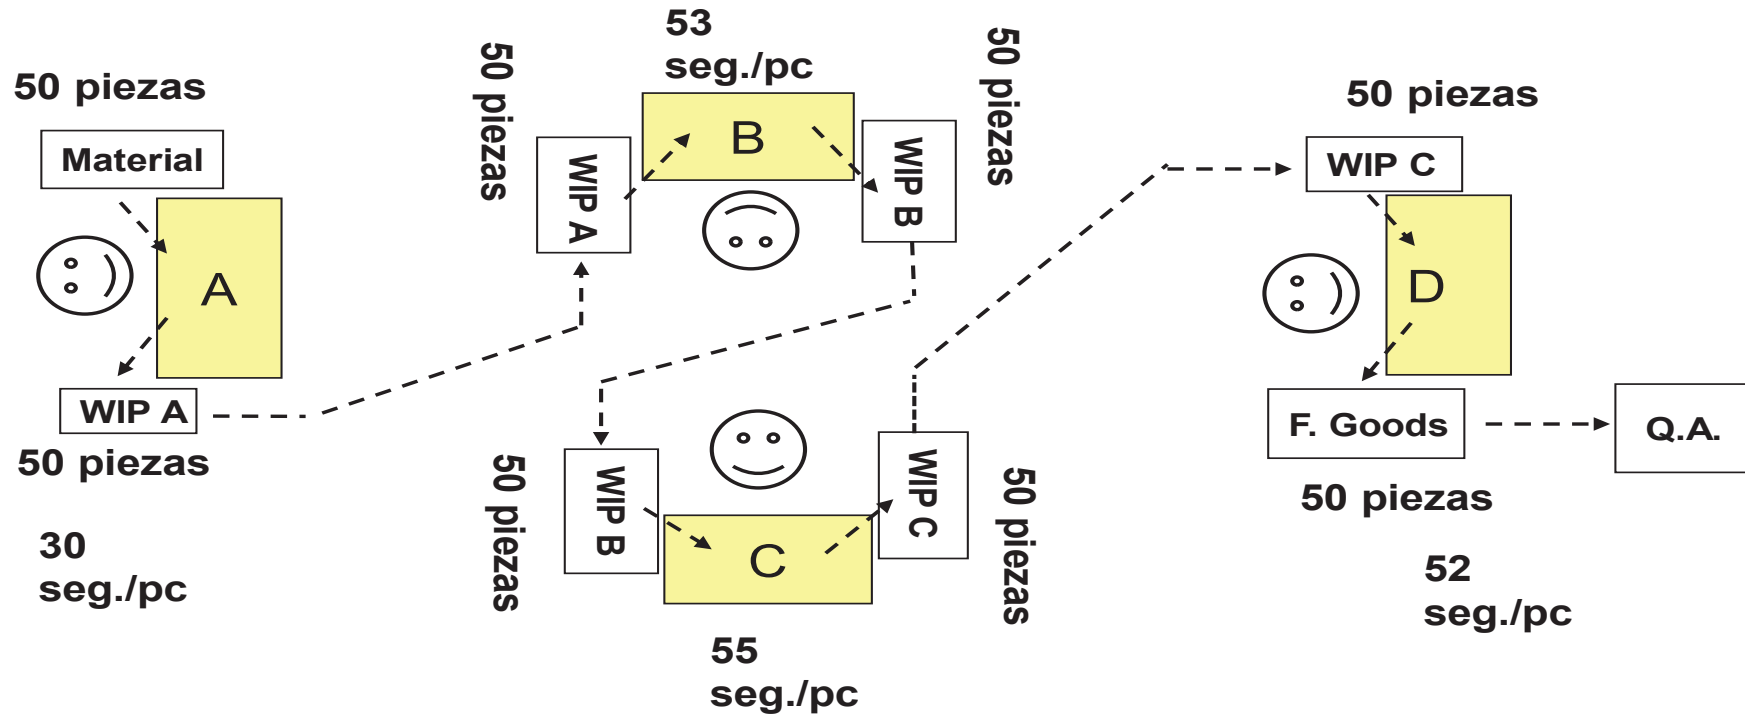 50 piezas
Material
A
WIP A
50 piezas
30
seg./pc
53
seg./pc
50 piezas
WIP A
B
WIP B
50 piezas
50 piezas
WIP B
C
WIP C
50 piezas
55
seg./pc
50 piezas
WIP C
D
F. Goods
Q.A.
50 piezas
52
seg./pc